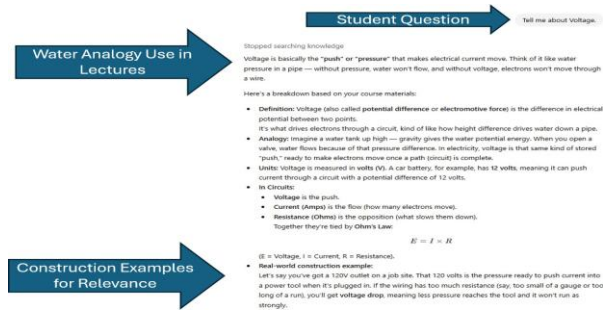 Student Question
Tell me about Voltage.
Water Analogy Use in
Lectures
Stopped searching knowledge
Voltage is basically the "push" or "pressure" that makes electrical current move. Think of it like water
pressure in a pipe — without pressure, water won't flow, and without voltage, electrons won't move through
a wire.
Here's a breakdown based on your course materials:
• Definition: Voltage (also called potential difference or electromotive force) is the difference in electrical
potential between two points.
It's what drives electrons through a circuit, kind of like how height difference drives water down a pipe.
• Analogy: Imagine a water tank up high — gravity gives the water potential energy. When you open a
valve, water flows because of that pressure difference. In electricity, voltage is that same kind of stored
"push," ready to make electrons move once a path (circuit) is complete.
• Units: Voltage is measured in volts (V). A car battery, for example, has 12 volts, meaning it can push
current through a circuit with a potential difference of 12 volts.
• In Circuits:
• Voltage is the push.
• Current (Amps) is the flow (how many electrons move).
• Resistance (Ohms) is the opposition (what slows them down).
Together they're tied by Ohm's Law:
E = I × R
(E = Voltage, I = Current, R = Resistance).
Construction Examples
for Relevance
• Real-world construction example:
Let's say you've got a 120V outlet on a job site. That 120 volts is the pressure ready to push current into
a power tool when it's plugged in. If the wiring has too much resistance (say, too small of a gauge or too
long of a run), you'll get voltage drop, meaning less pressure reaches the tool and it won't run as
strongly.